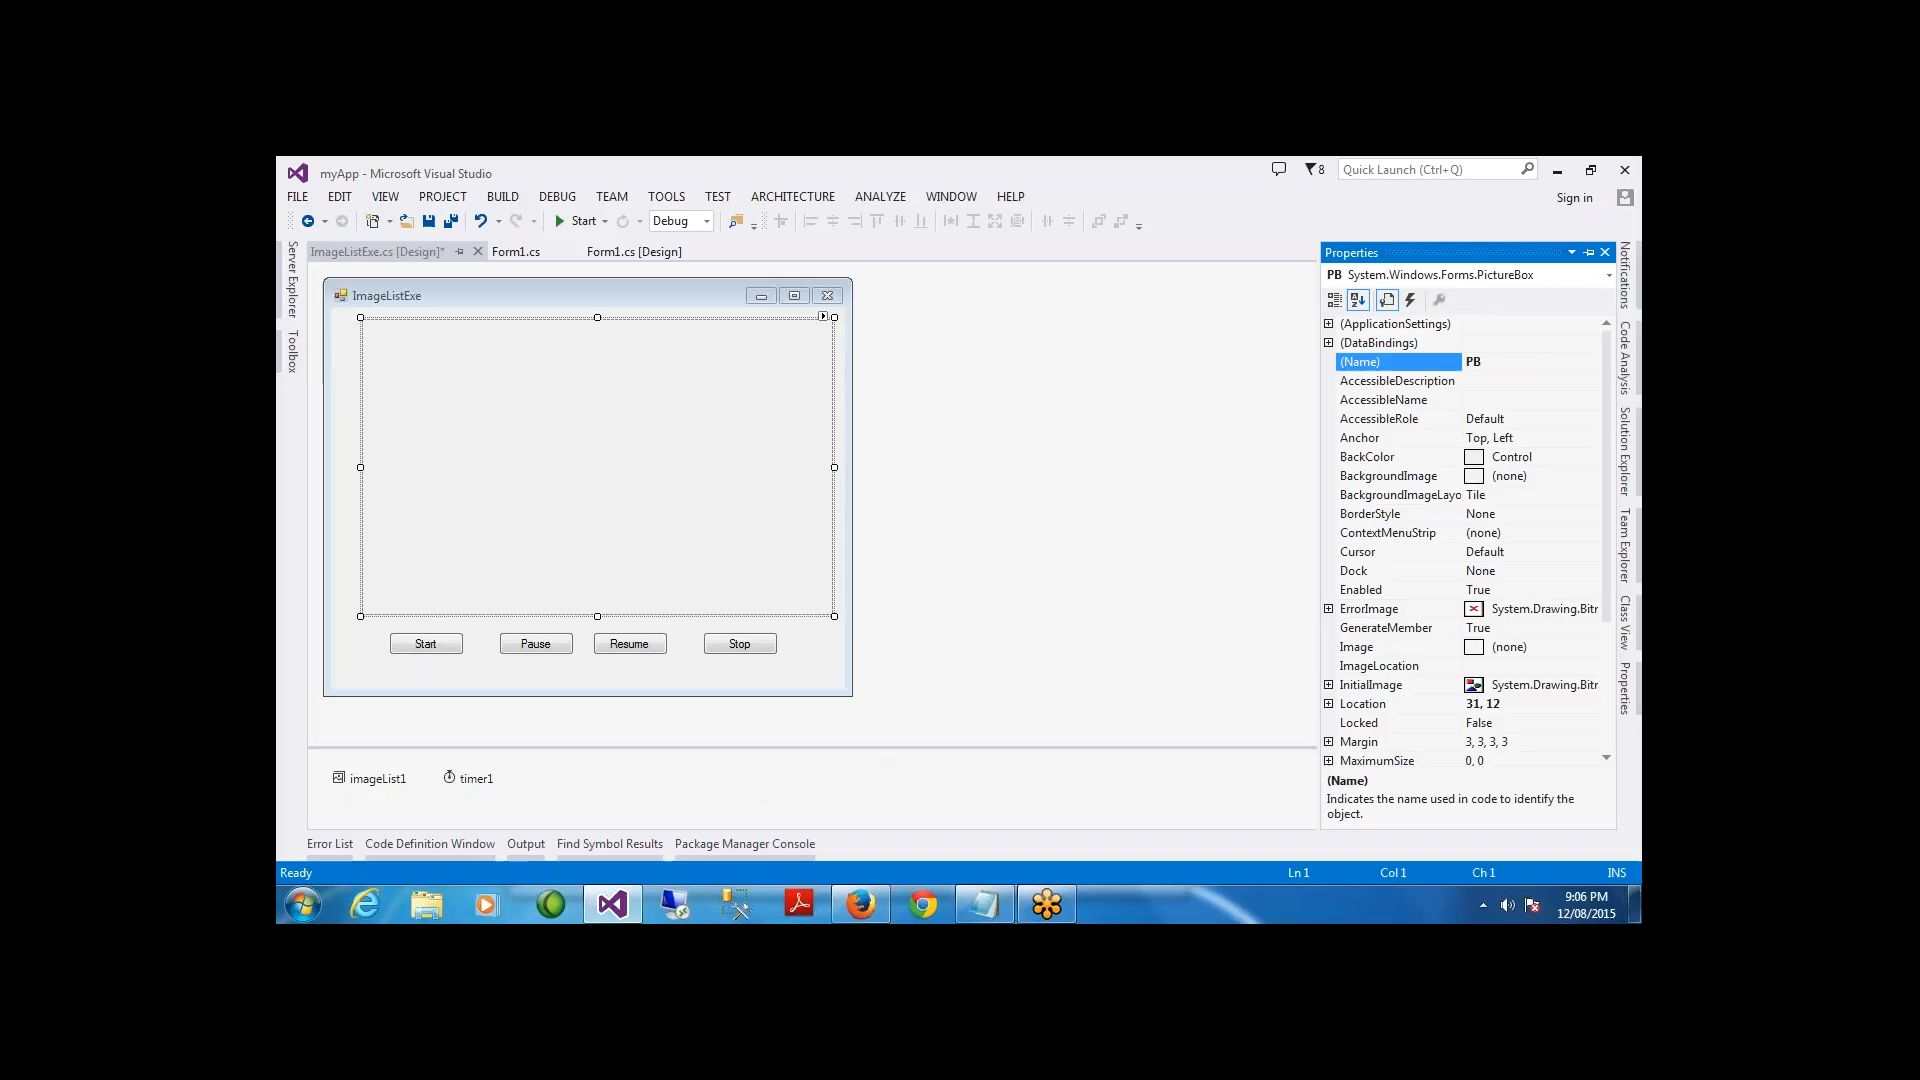 myApp - Microsoft Visual Studio
8
Quick Launch (Ctrl+Q)
FILE EDIT VIEW PROJECT BUILD DEBUG TEAM TOOLS TEST ARCHITECTURE ANALYZE WINDOW HELP
Sign in
Start Debug
Server Explorer
Toolbox
ImageListExe.cs [Design]* Form1.cs Form1.cs [Design]
ImageListExe
Start Pause Resume Stop
imageList1 timer1
Properties
PB System.Windows.Forms.PictureBox
(ApplicationSettings)
(DataBindings)
(Name) PB
AccessibleDescription
AccessibleName
AccessibleRole Default
Anchor Top, Left
BackColor Control
BackgroundImage (none)
BackgroundImageLayo Tile
BorderStyle None
ContextMenuStrip (none)
Cursor Default
Dock None
Enabled True
ErrorImage System.Drawing.Bitr
GenerateMember True
Image (none)
ImageLocation
InitialImage System.Drawing.Bitr
Location 31, 12
Locked False
Margin 3, 3, 3, 3
MaximumSize 0, 0
(Name)
Indicates the name used in code to identify the
object.
Notifications
Code Analysis
Solution Explorer
Team Explorer
Class View
Properties
Error List Code Definition Window Output Find Symbol Results Package Manager Console
Ready Ln 1 Col 1 Ch 1 INS
9:06 PM
12/08/2015